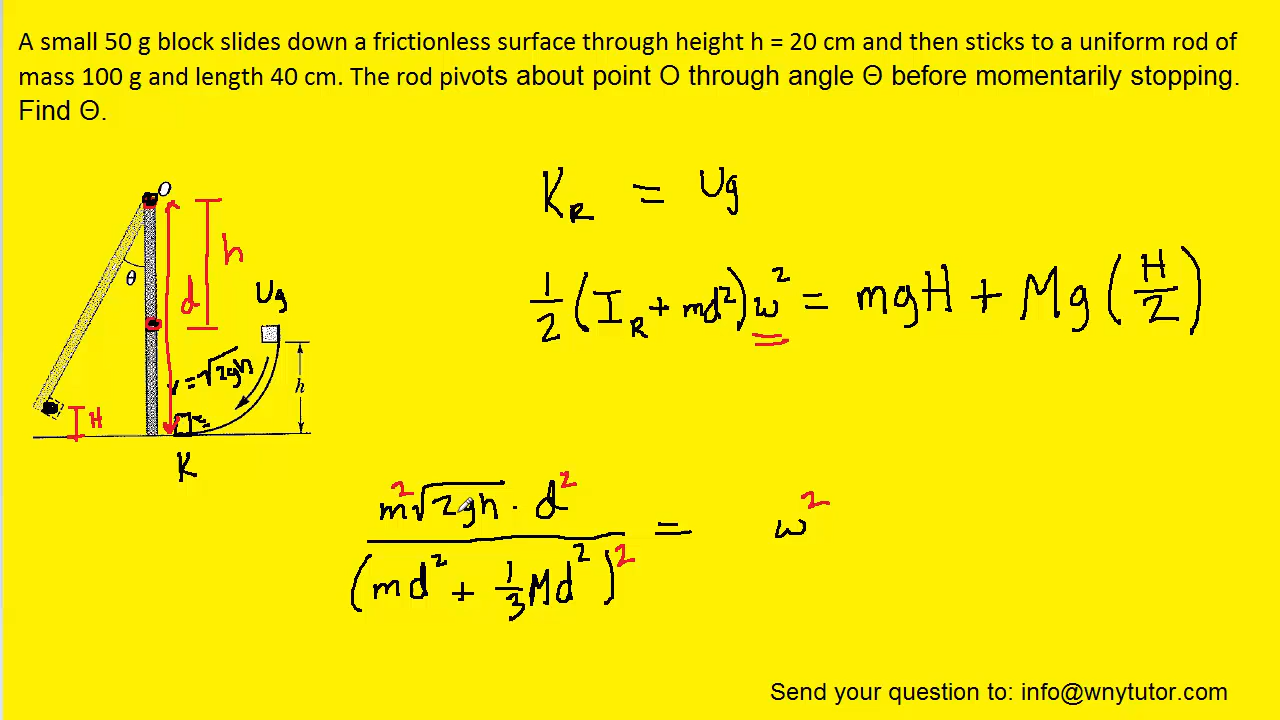 A small 50 g block slides down a frictionless surface through height h = 20 cm and then sticks to a uniform rod of
mass 100 g and length 40 cm. The rod pivots about point O through angle Θ before momentarily stopping.
Find Θ.
K_R = Ug
1/2 (I_R + md²) w² = mgH + Mg (H/2)
O
h
θ
d
Ug
v = √2gh
h
H
K
m² √2gh · d² / (md² + 1/3 Md²)² = w²
Send your question to: info@wnytutor.com